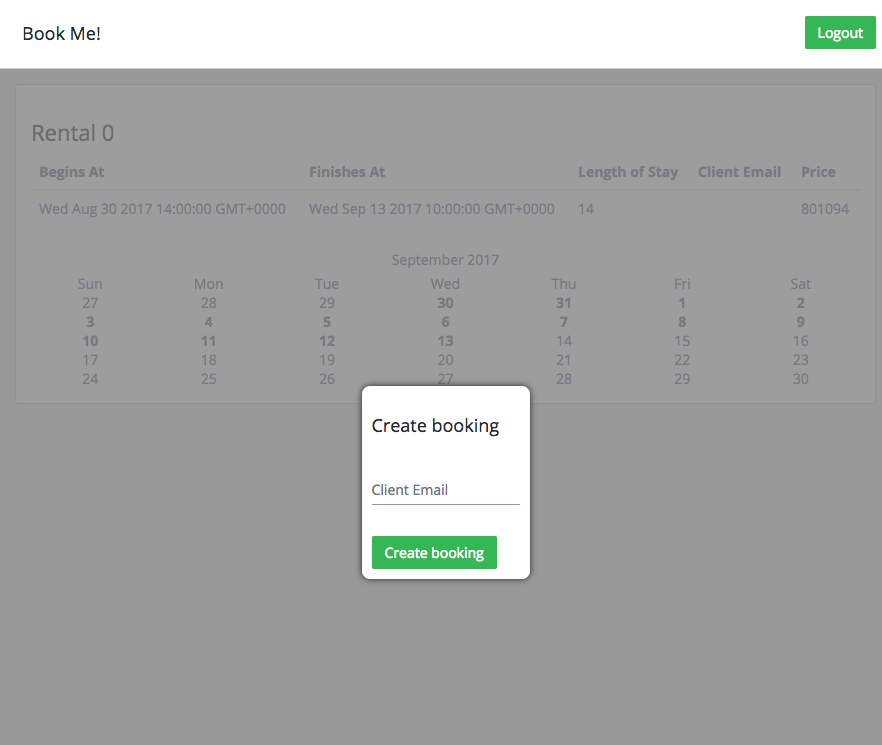 Book Me!
Logout
Rental 0
Begins At Finishes At Length of Stay Client Email Price
Wed Aug 30 2017 14:00:00 GMT+0000 Wed Sep 13 2017 10:00:00 GMT+0000 14 801094
September 2017
Sun Mon Tue Wed Thu Fri Sat
27 28 29 30 31 1 2
3 4 5 6 7 8 9
10 11 12 13 14 15 16
17 18 19 20 21 22 23
24 25 26 27 28 29 30
Create booking
Client Email
Create booking